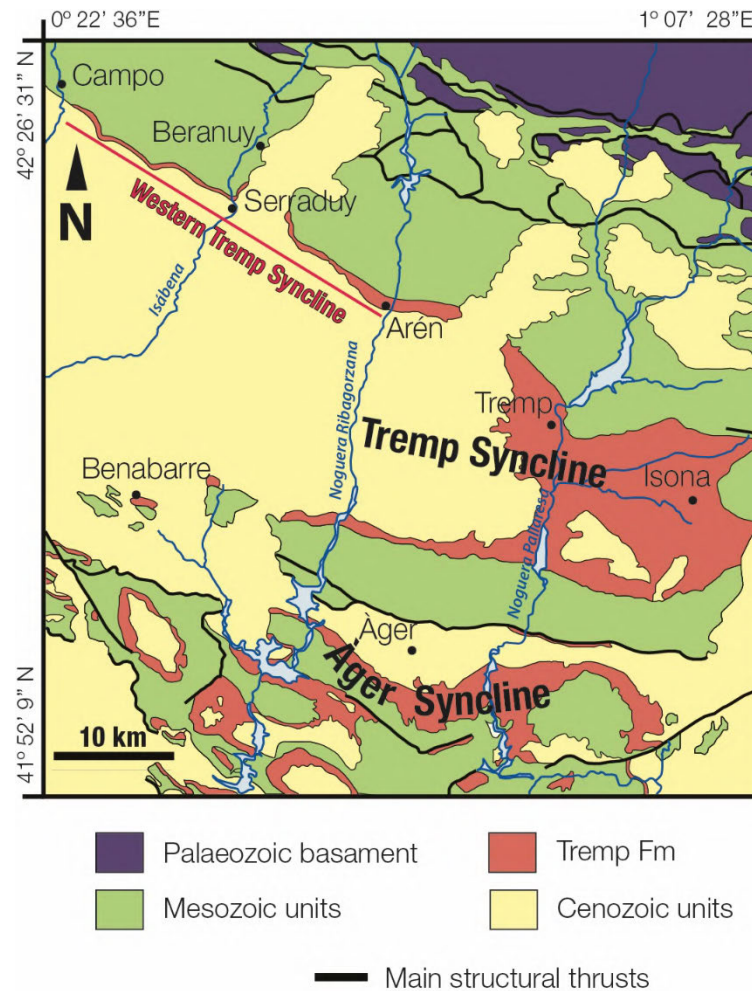 0° 22' 36”E
1° 07' 28”E
42° 26' 31” N
Campo
Beranuy
N
Serraduy
Western Tremp Syncline
Isábena
Arén
Noguera Ribagorzana
Tremp
Tremp Syncline
Isona
Benabarre
Noguera Pallaresa
Àger
Àger Syncline
41° 52' 9” N
10 km
Palaeozoic basament
Tremp Fm
Mesozoic units
Cenozoic units
Main structural thrusts